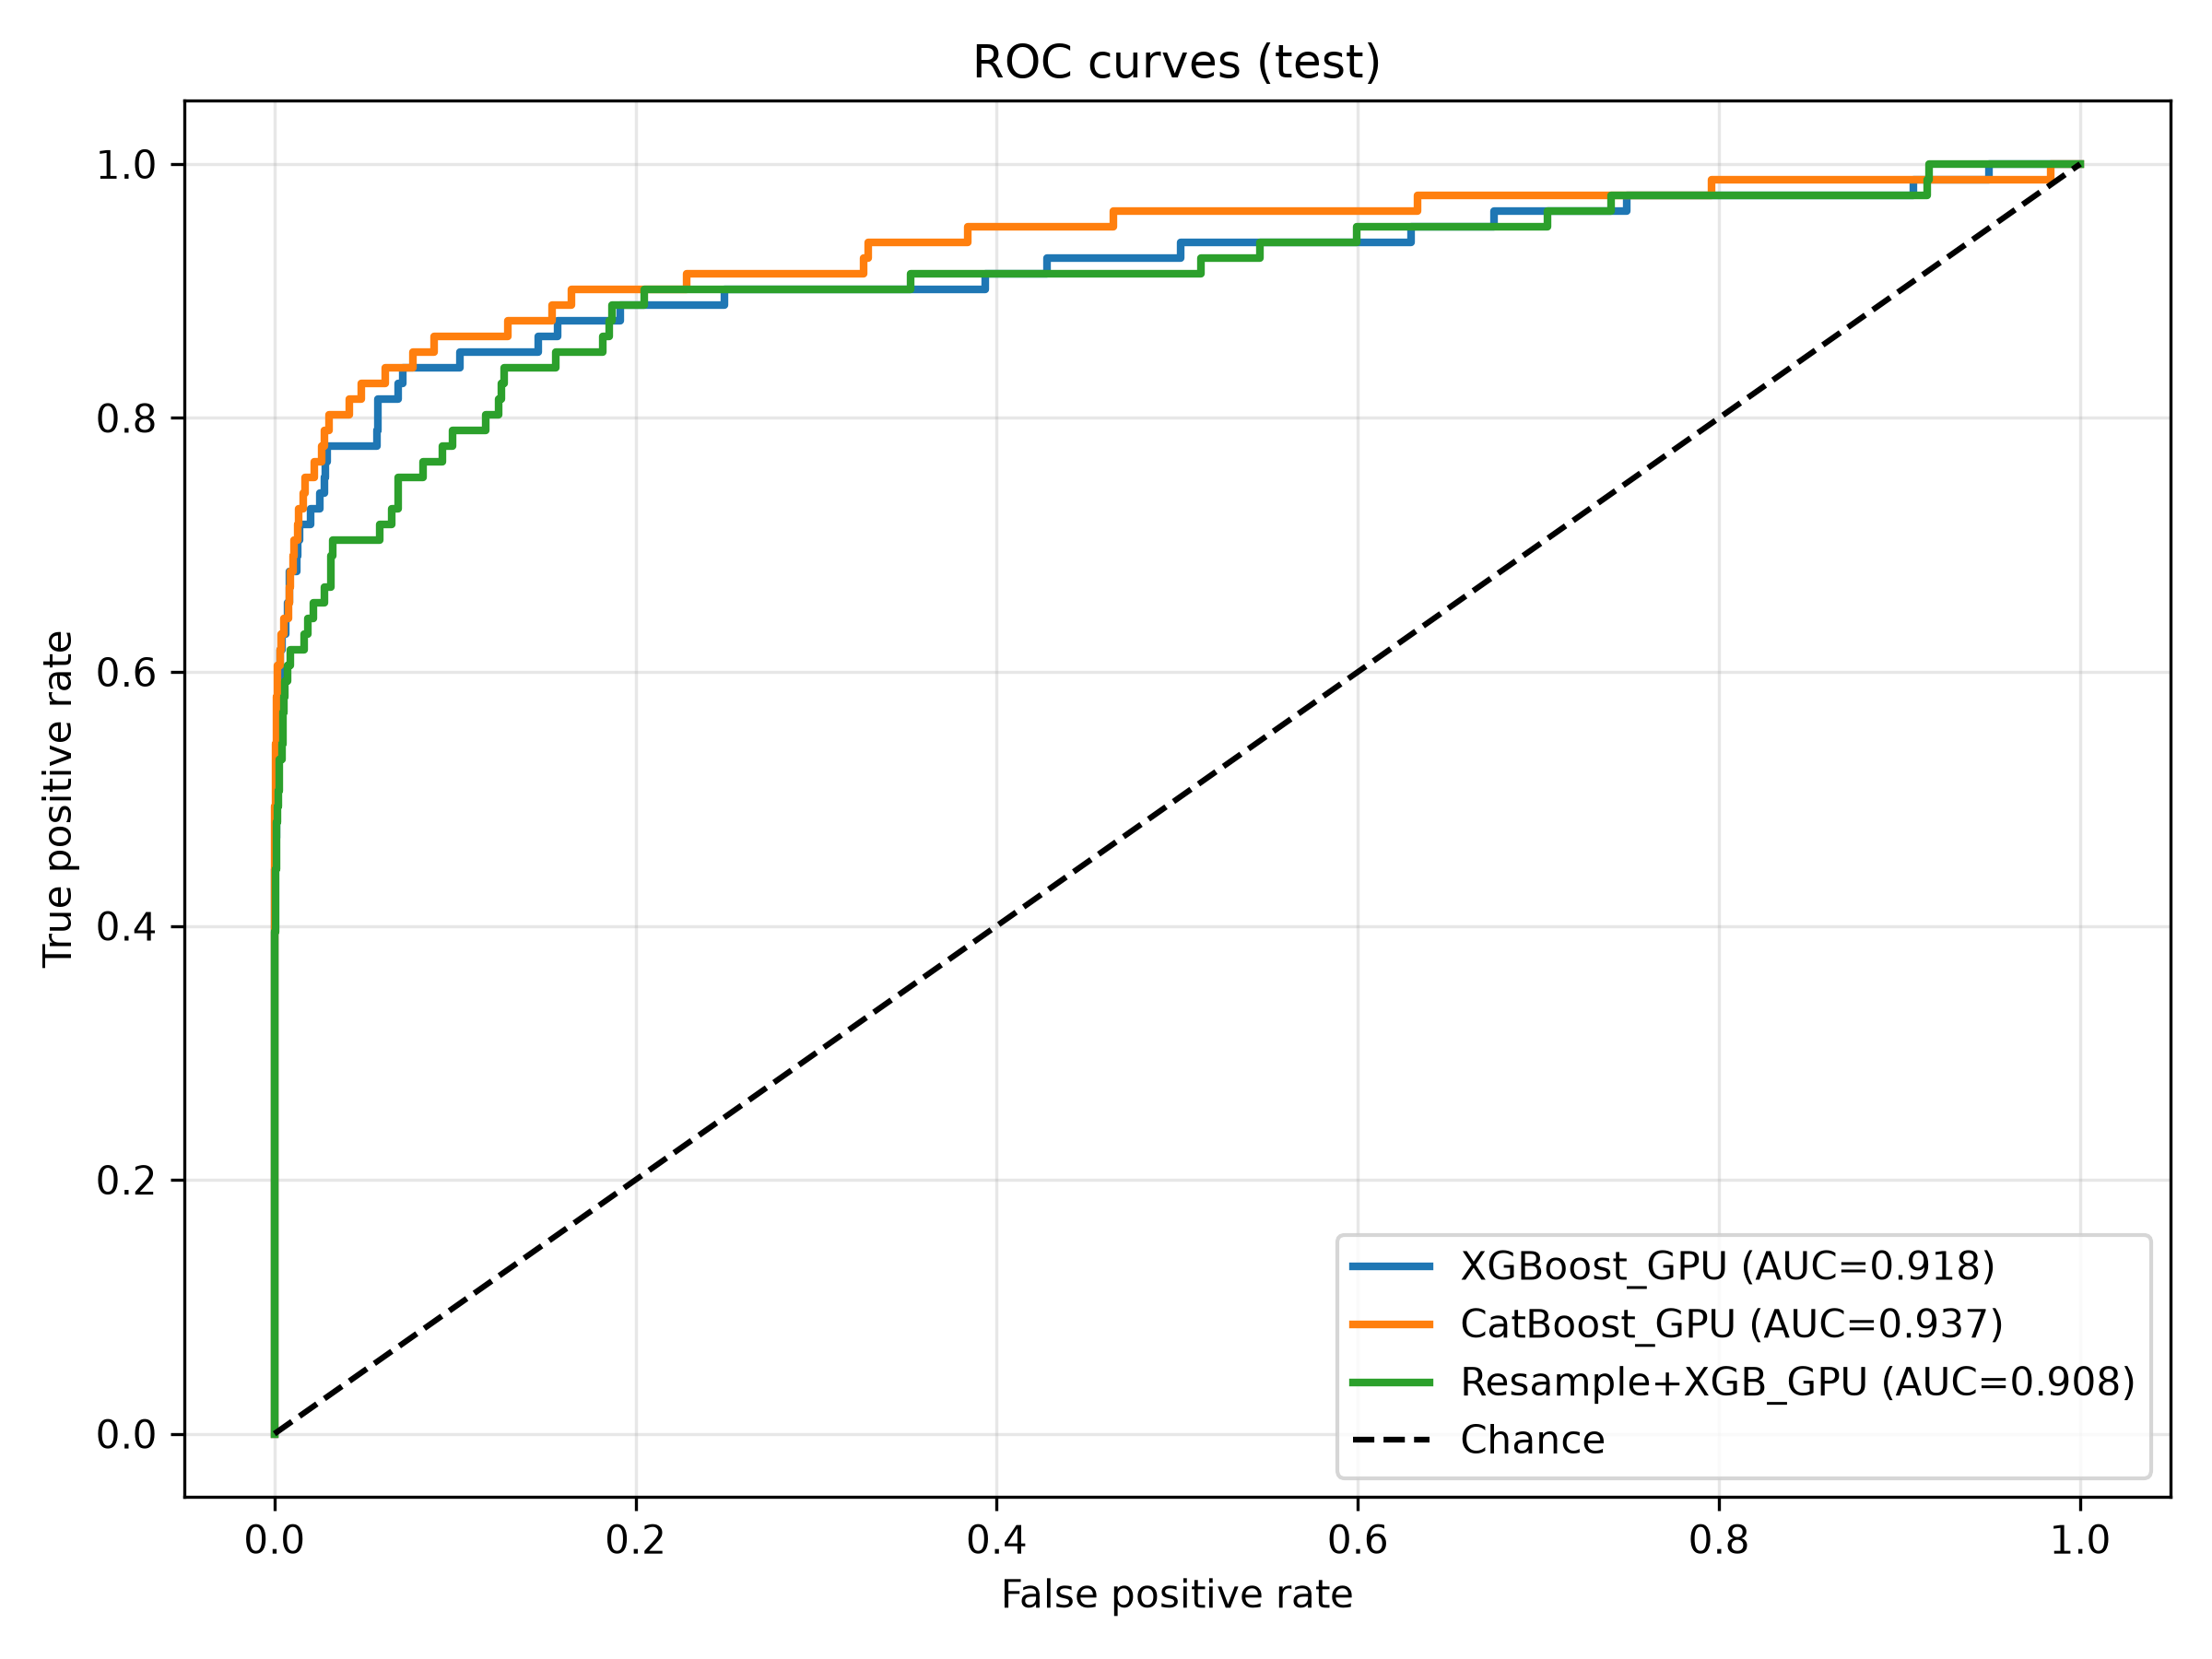 ROC curves (test)
1.0
0.8
0.6
0.4
0.2
0.0
True positive rate
0.0 0.2 0.4 0.6 0.8 1.0
False positive rate
XGBoost_GPU (AUC=0.918)
CatBoost_GPU (AUC=0.937)
Resample+XGB_GPU (AUC=0.908)
Chance